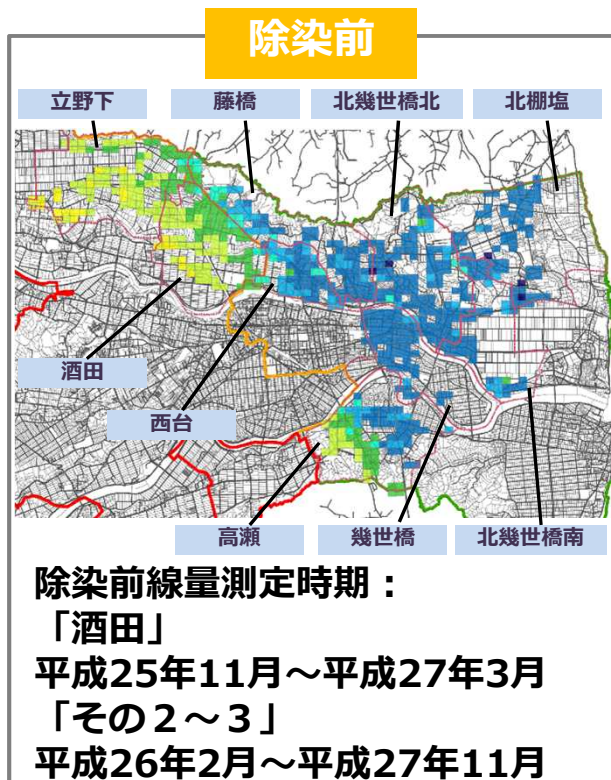 除染前
立野下 藤橋 北幾世橋北 北棚塩
酒田
西台
高瀬 幾世橋 北幾世橋南
除染前線量測定時期：
「酒田」
平成25年11月～平成27年3月
「その２～３」
平成26年2月～平成27年11月